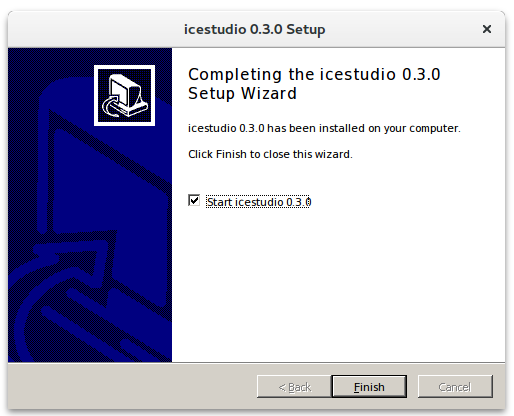 icestudio 0.3.0 Setup
Completing the icestudio 0.3.0
Setup Wizard
icestudio 0.3.0 has been installed on your computer.
Click Finish to close this wizard.
Start icestudio 0.3.0
< Back
Finish
Cancel